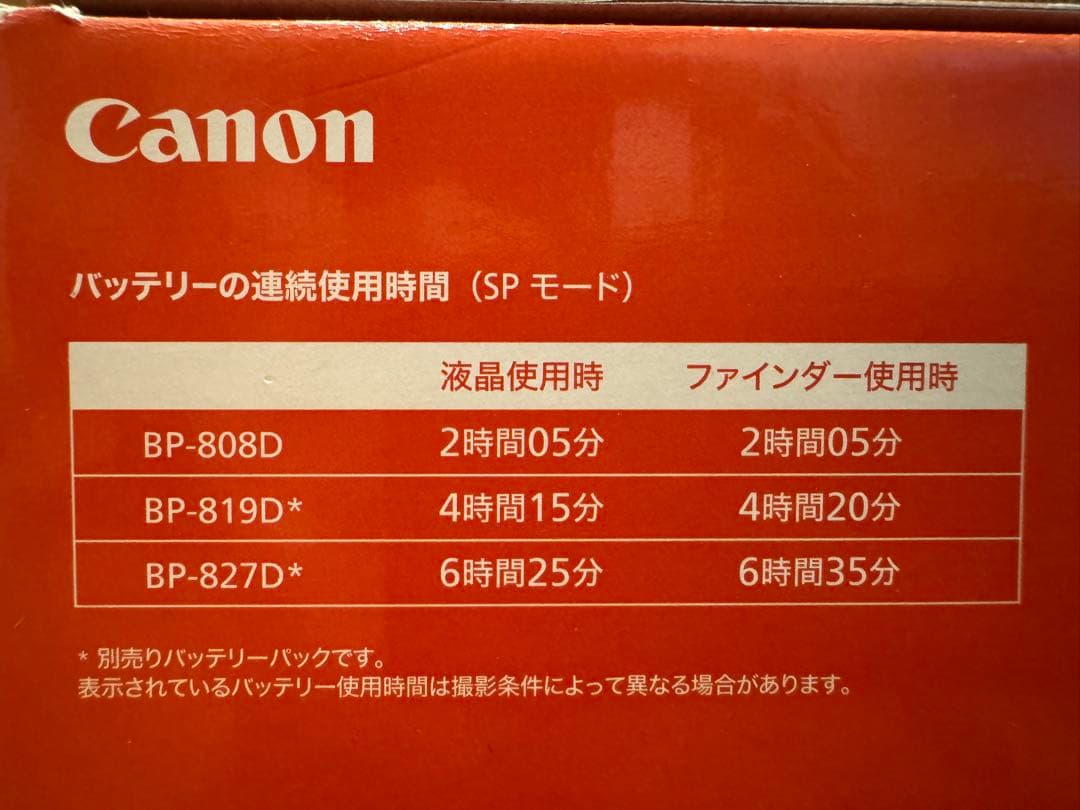 Canon
バッテリーの連続使用時間（SP モード）
液晶使用時 ファインダー使用時
BP-808D 2時間05分 2時間05分
BP-819D* 4時間15分 4時間20分
BP-827D* 6時間25分 6時間35分
* 別売りバッテリーパックです。
表示されているバッテリー使用時間は撮影条件によって異なる場合があります。